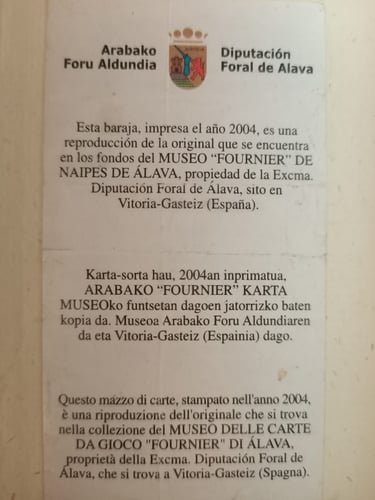 Arabako
Foru Aldundia
Diputación
Foral de Alava
Esta baraja, impresa el año 2004, es una
reproducción de la original que se encuentra
en los fondos del MUSEO “FOURNIER” DE
NAIPES DE ÁLAVA, propiedad de la Excma.
Diputación Foral de Álava, sito en
Vitoria-Gasteiz (España).
Karta-sorta hau, 2004an inprimatua,
ARABAKO “FOURNIER” KARTA
MUSEOko funtsetan dagoen jatorrizko baten
kopia da. Museoa Arabako Foru Aldundiaren
da eta Vitoria-Gasteiz (Espainia) dago.
Questo mazzo di carte, stampato nell'anno 2004,
è una riproduzione dell'originale che si trova
nella collezione del MUSEO DELLE CARTE
DA GIOCO "FOURNIER" DI ÁLAVA,
proprietà della Excma. Diputación Foral de
Álava, che si trova a Vitoria-Gasteiz (Spagna).